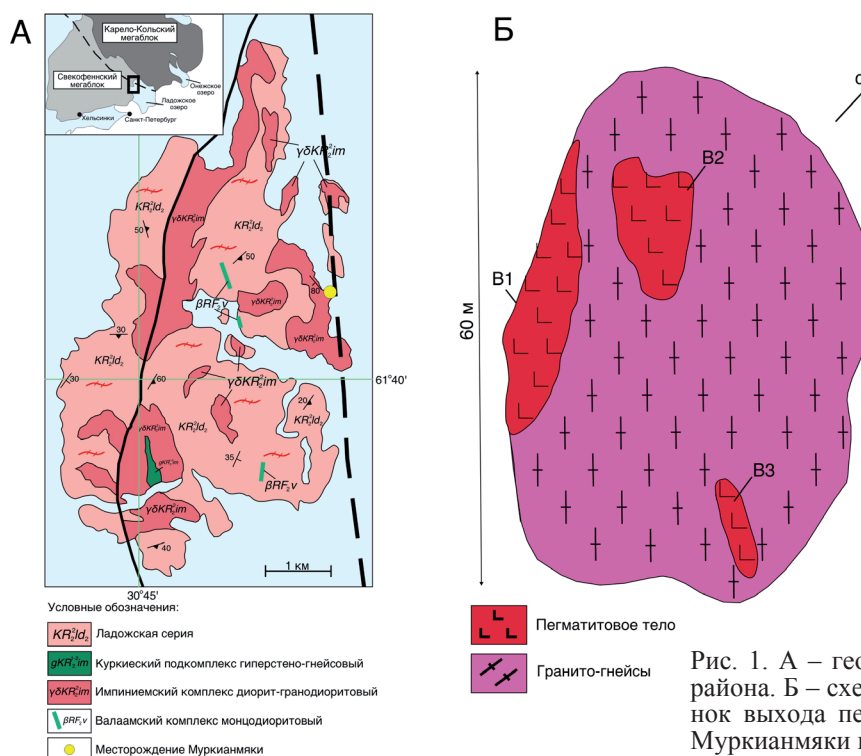 А
Карело-Кольский
мегаблок
Свекофеннский
мегаблок
Онежское
озеро
Ладожское
озеро
Хельсинки
Санкт-Петербург
γδKR₂²im
KR₂²ld₂
50
γδKR₂²im
KR₂²ld₂
50
βRF₂v
γδKR₂²im
80
γδKR₂²im
30
KR₂²ld₂
30
60
γδKR₂²im
61°40'
20
KR₂²ld₂
KR₂²ld₂
γδKR₂²im
35
βRF₂v
γδKR₂²im
40
1 км
30°45'
Условные обозначения:
KR₂²ld₂ Ладожская серия
Куркиеский подкомплекс гиперстено-гнейсовый
γδKR₂²im Импиниемский комплекс диорит-гранодиоритовый
βRF₂v Валаамский комплекс монцодиоритовый
Месторождение Муркианмяки
Б
В2
В1
60 м
В3
Пегматитовое тело
Гранито-гнейсы
Рис. 1. А – гео
района. Б – схе
нок выхода пе
Муркианмяки